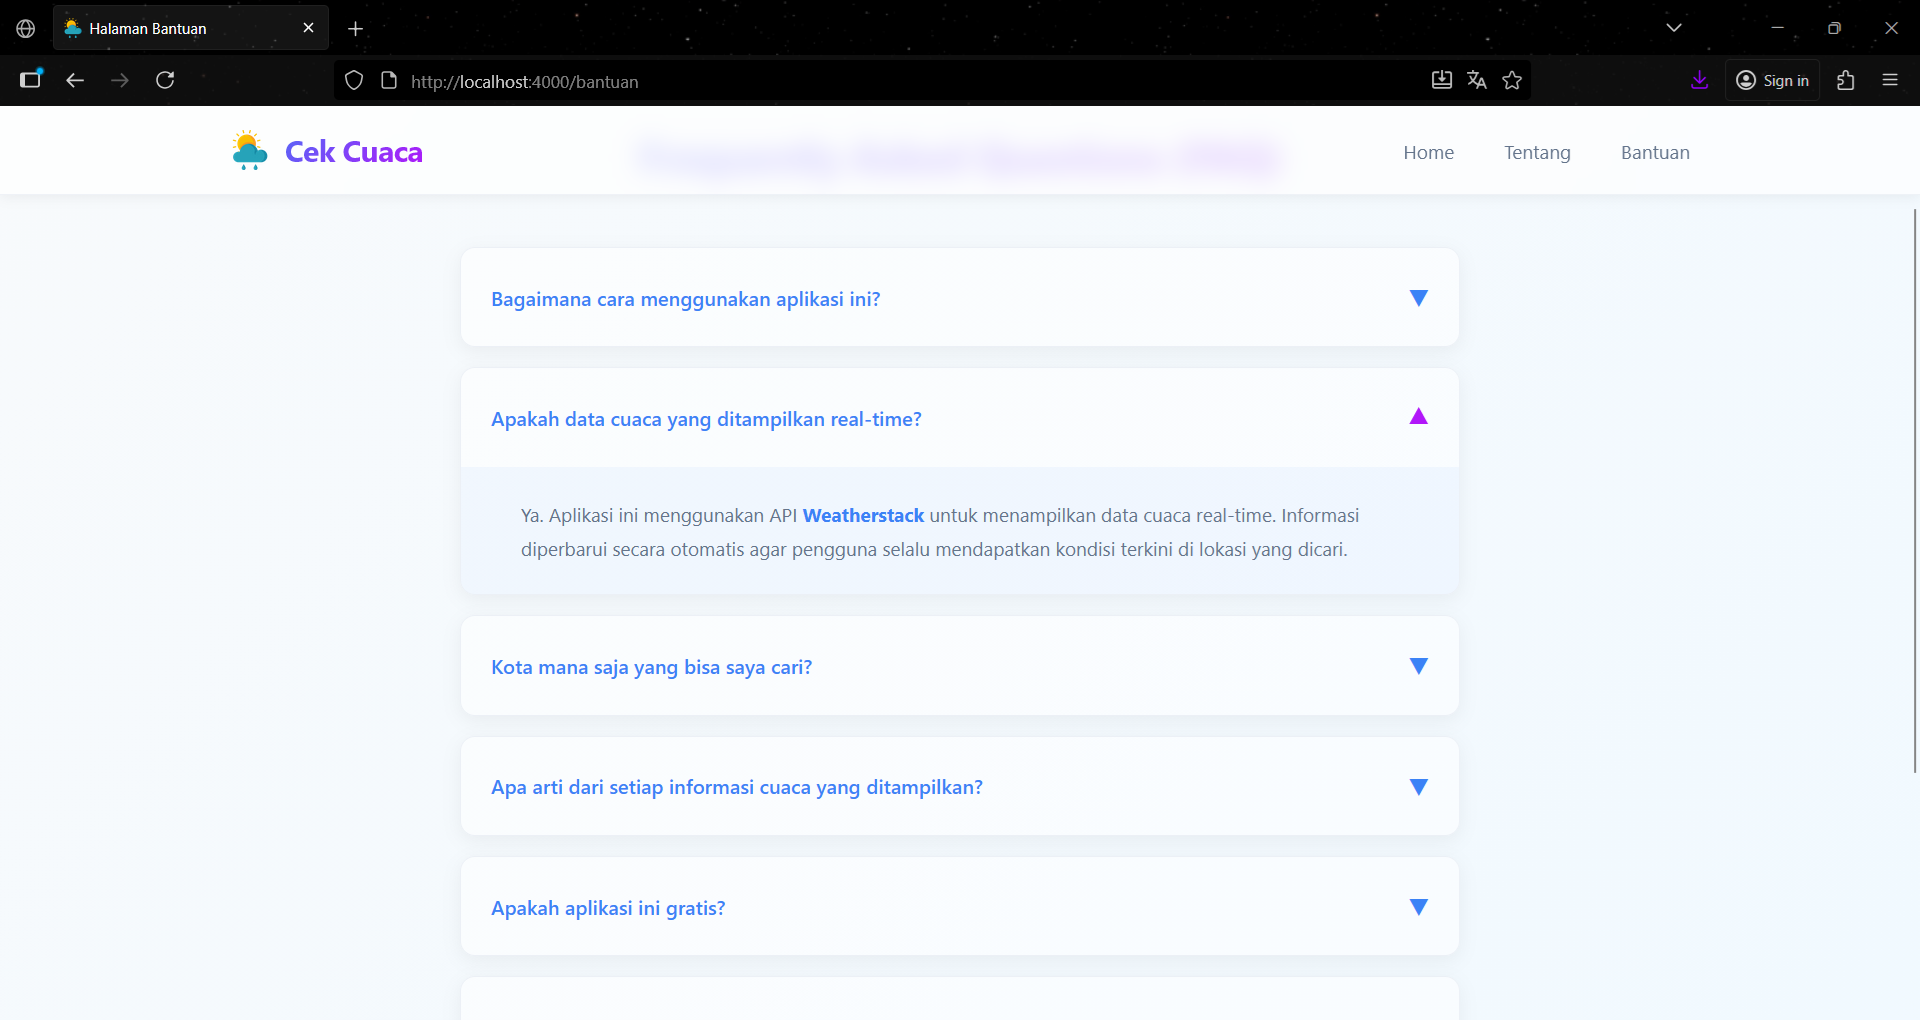 Halaman Bantuan
http://localhost:4000/bantuan
Sign in
Cek Cuaca
Home
Tentang
Bantuan
Bagaimana cara menggunakan aplikasi ini?
Apakah data cuaca yang ditampilkan real-time?
Ya. Aplikasi ini menggunakan API Weatherstack untuk menampilkan data cuaca real-time. Informasi
diperbarui secara otomatis agar pengguna selalu mendapatkan kondisi terkini di lokasi yang dicari.
Kota mana saja yang bisa saya cari?
Apa arti dari setiap informasi cuaca yang ditampilkan?
Apakah aplikasi ini gratis?